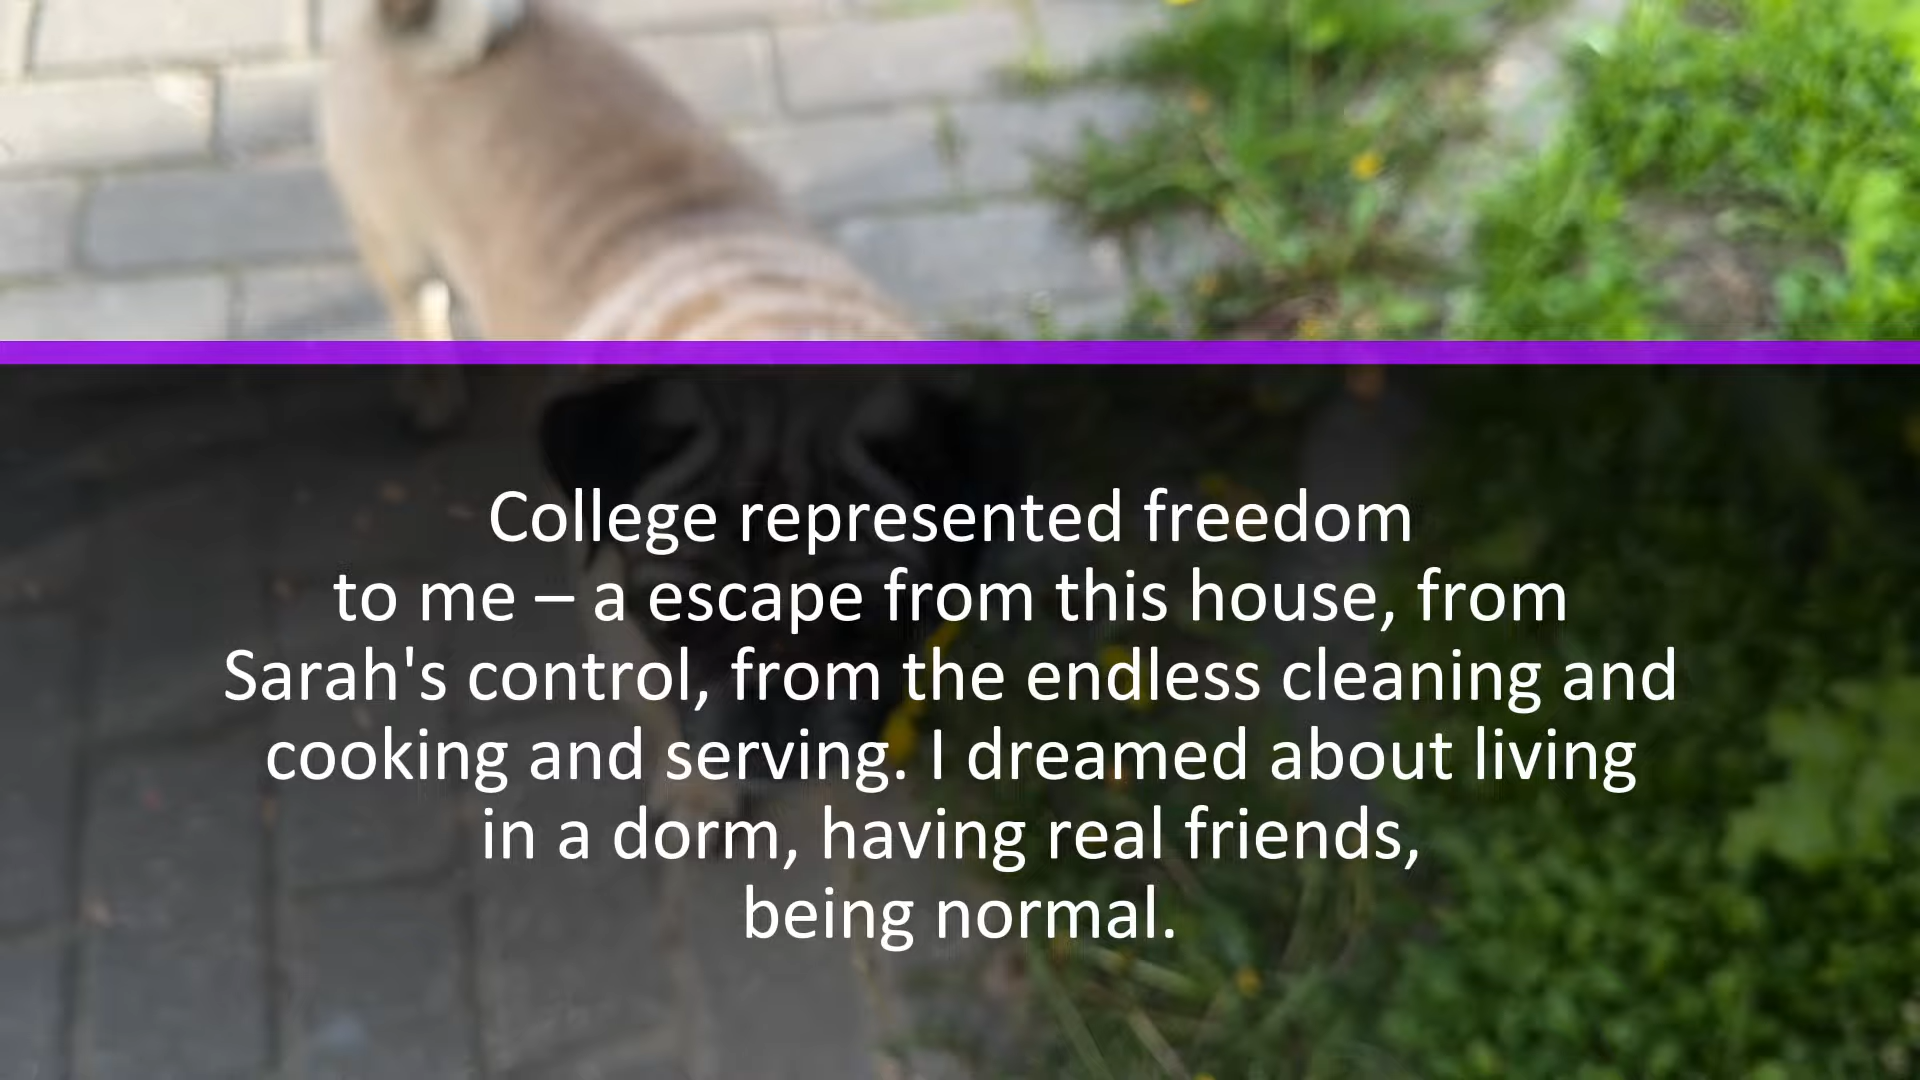 College represented freedom
to me – a escape from this house, from
Sarah's control, from the endless cleaning and
cooking and serving. I dreamed about living
in a dorm, having real friends,
being normal.